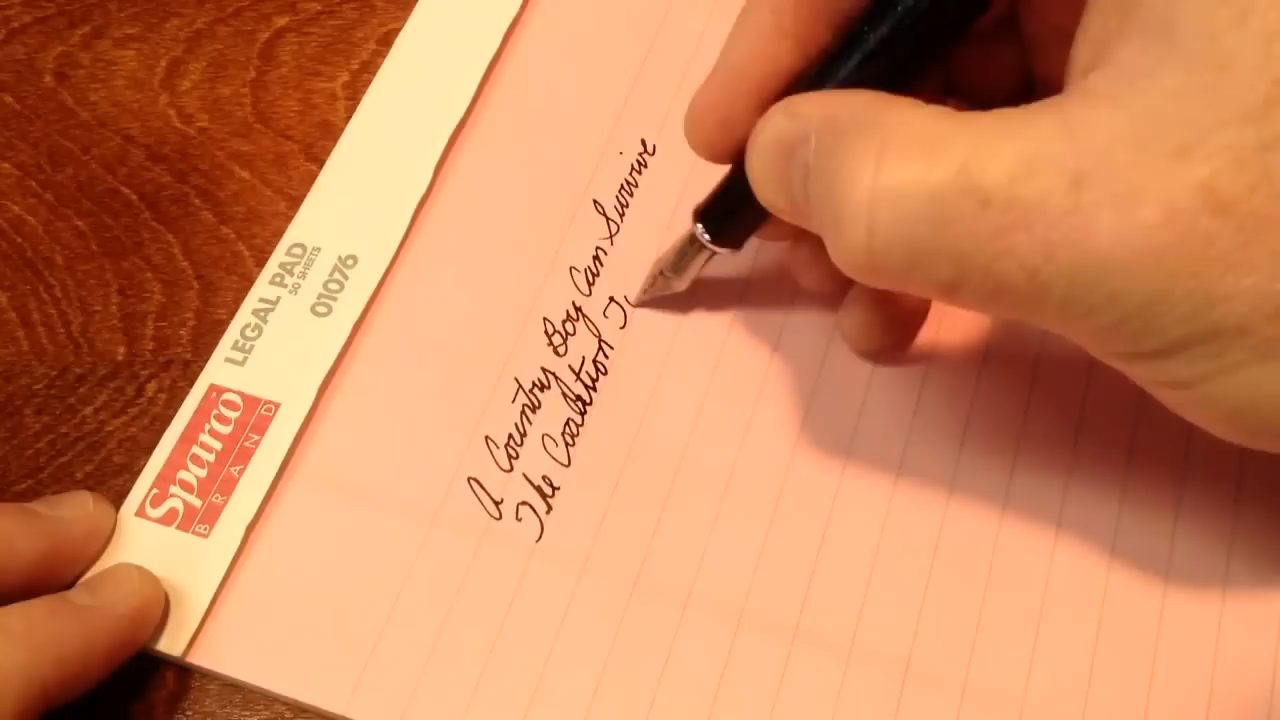 LEGAL PAD
50 SHEETS
01076
Sparco
BRAND
A Country Boy Can Survive
The Coalition T